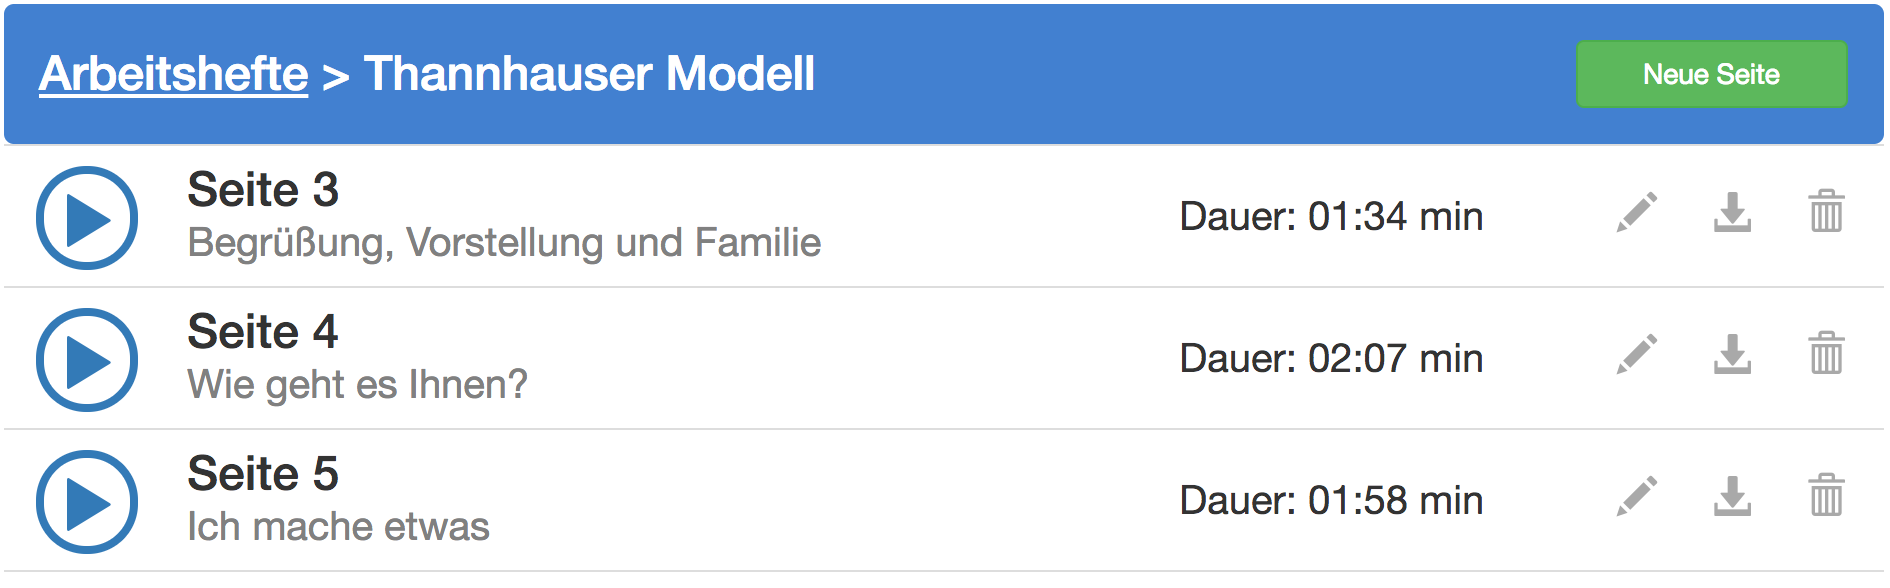 Arbeitshefte > Thannhauser Modell
Neue Seite
Seite 3
Begrüßung, Vorstellung und Familie
Dauer: 01:34 min
Seite 4
Wie geht es Ihnen?
Dauer: 02:07 min
Seite 5
Ich mache etwas
Dauer: 01:58 min